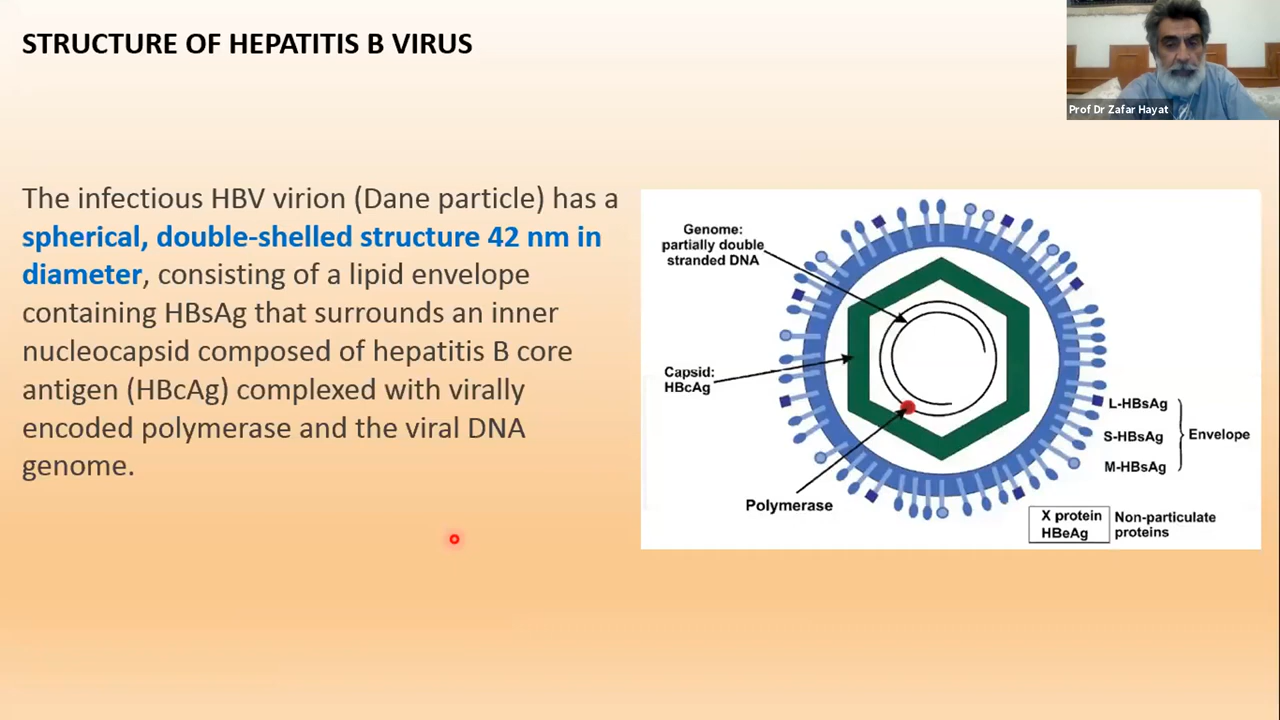 STRUCTURE OF HEPATITIS B VIRUS
Prof Dr Zafar Hayat
The infectious HBV virion (Dane particle) has a
spherical, double-shelled structure 42 nm in
diameter, consisting of a lipid envelope
containing HBsAg that surrounds an inner
nucleocapsid composed of hepatitis B core
antigen (HBcAg) complexed with virally
encoded polymerase and the viral DNA
genome.
Genome:
partially double
stranded DNA
Capsid:
HBcAg
Polymerase
L-HBsAg
S-HBsAg
M-HBsAg
Envelope
X protein
HBeAg
Non-particulate
proteins